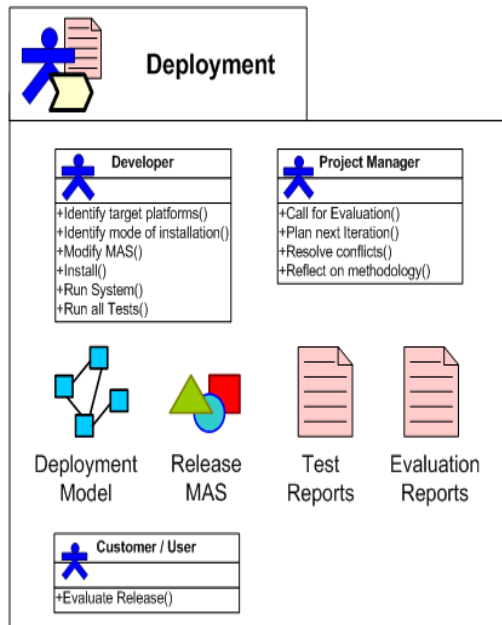 Deployment
Developer
+Identify target platforms()
+Identify mode of installation()
+Modify MAS()
+Install()
+Run System()
+Run all Tests()
Project Manager
+Call for Evaluation()
+Plan next Iteration()
+Resolve conflicts()
+Reflect on methodology()
Deployment
Model
Release
MAS
Test
Reports
Evaluation
Reports
Customer / User
+Evaluate Release()